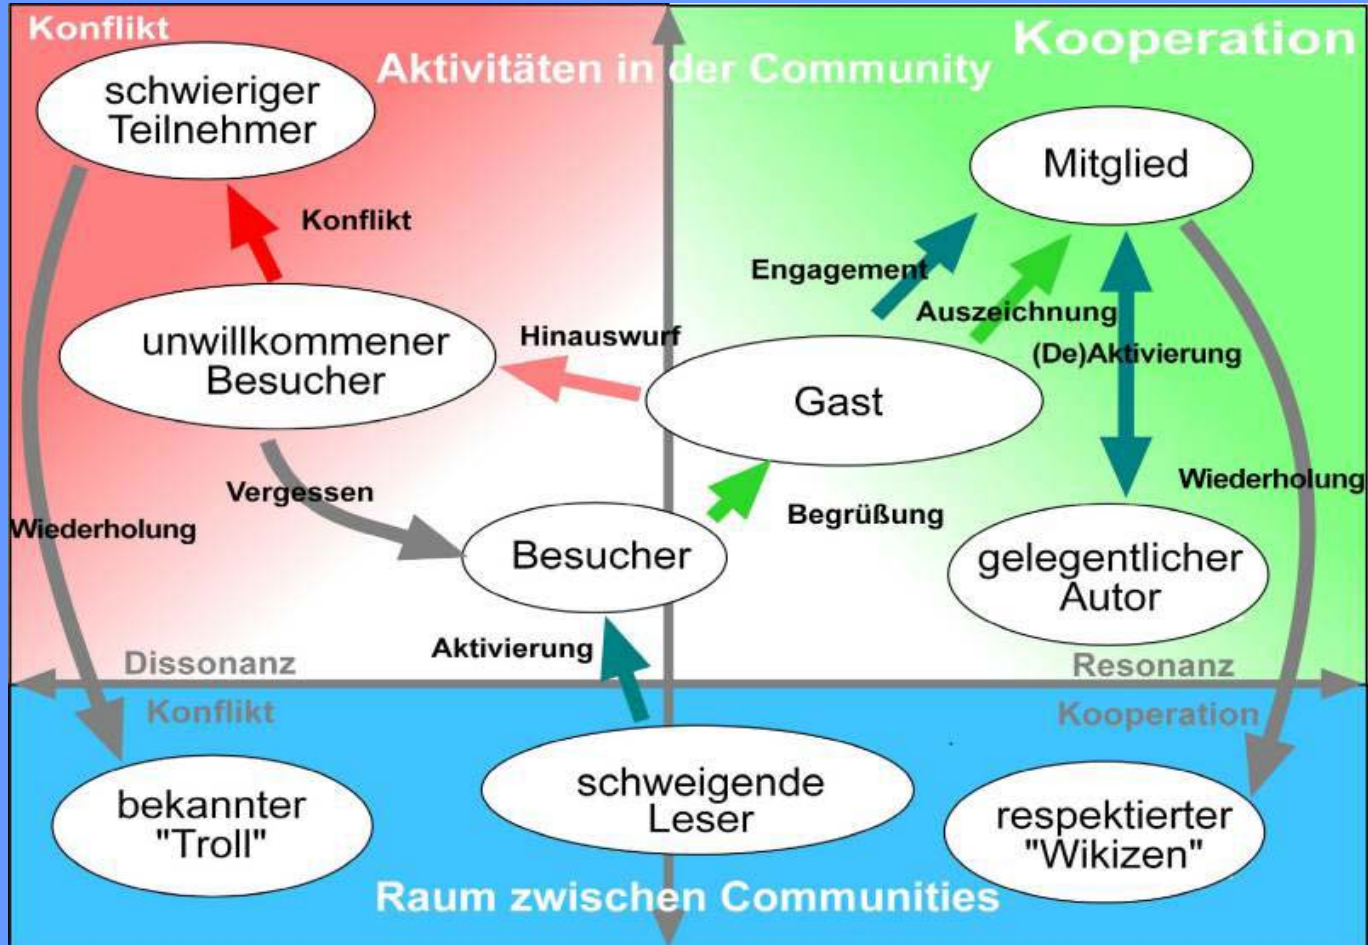 Konflikt
Kooperation
Aktivitäten in der Community
schwieriger
Teilnehmer
Mitglied
Konflikt
Engagement
Auszeichnung
(De)Aktivierung
unwillkommener
Besucher
Hinauswurf
Gast
Vergessen
Wiederholung
Wiederholung
Begrüßung
Besucher
gelegentlicher
Autor
Aktivierung
Dissonanz
Resonanz
Konflikt
Kooperation
bekannter
"Troll"
schweigende
Leser
respektierter
"Wikizen"
Raum zwischen Communities